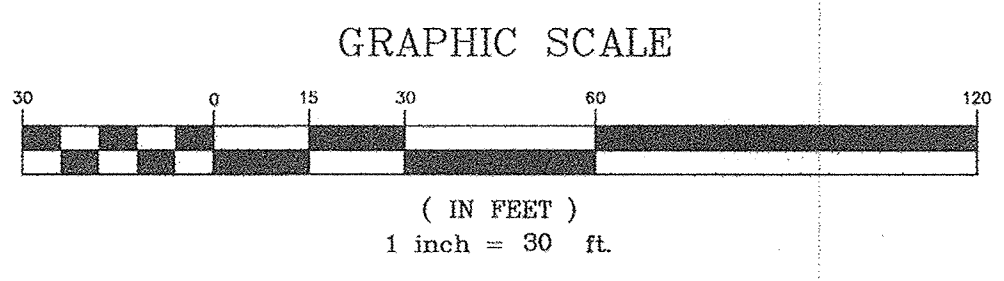 GRAPHIC SCALE
30 0 15 30 60 120
( IN FEET )
1 inch = 30 ft.